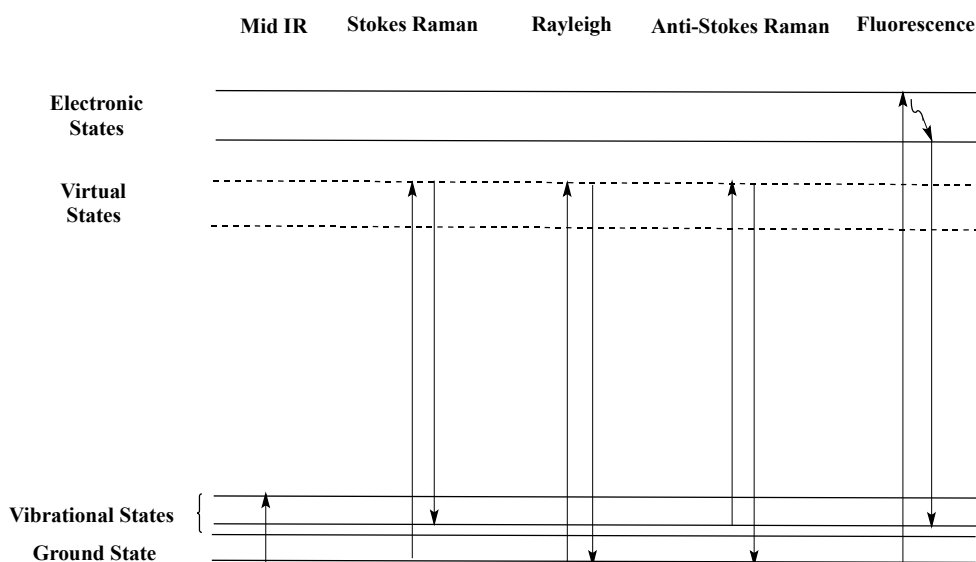 Mid IR Stokes Raman Rayleigh Anti-Stokes Raman Fluorescence
Electronic
States
Virtual
States
Vibrational States
Ground State